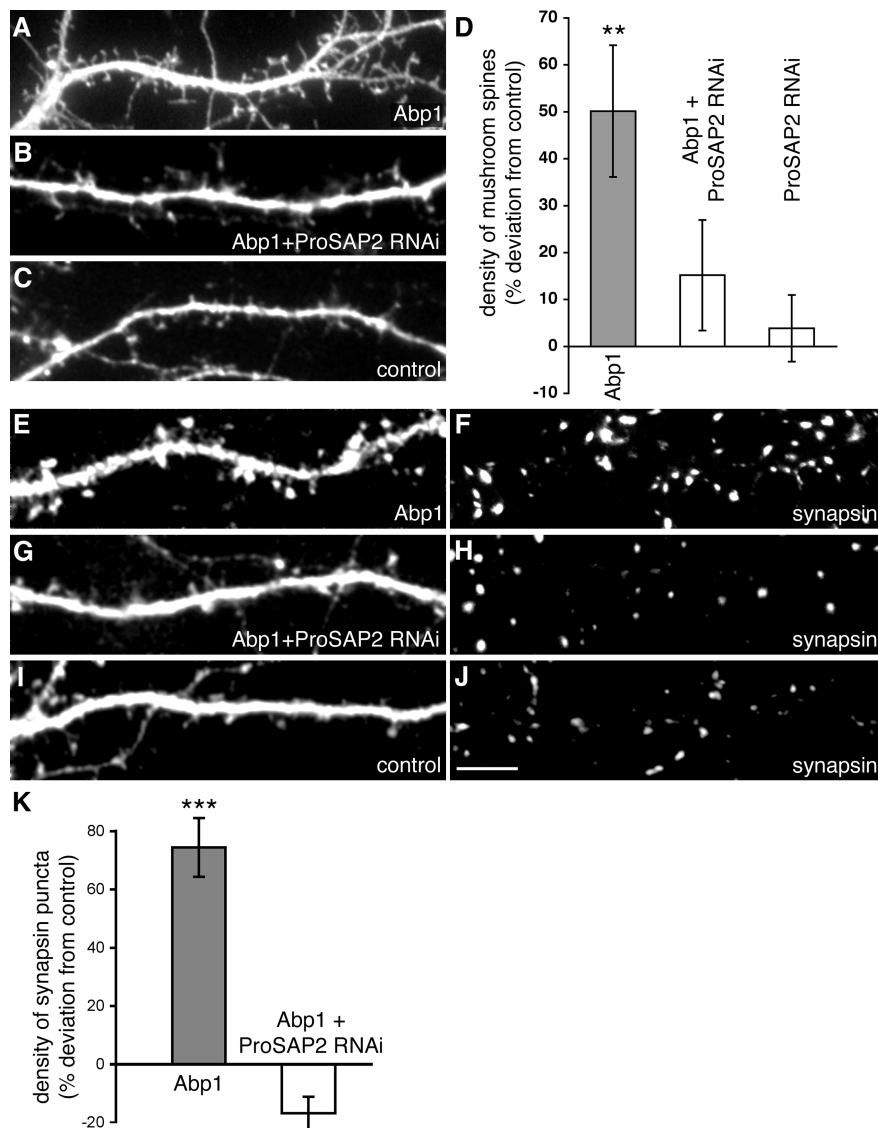 A
Abp1
B
Abp1+ProSAP2 RNAi
C
control
D
density of mushroom spines
(% deviation from control)
70
60
50
40
30
20
10
0
-10
**
Abp1
Abp1 +
ProSAP2 RNAi
ProSAP2 RNAi
E
Abp1
F
synapsin
G
Abp1+ProSAP2 RNAi
H
synapsin
I
control
J
synapsin
K
density of synapsin puncta
(% deviation from control)
80
60
40
20
0
-20
***
Abp1
Abp1 +
ProSAP2 RNAi